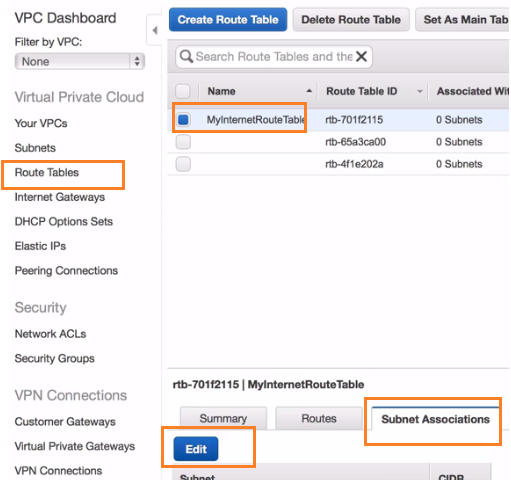 VPC Dashboard
Filter by VPC:
None
Virtual Private Cloud
Your VPCs
Subnets
Route Tables
Internet Gateways
DHCP Options Sets
Elastic IPs
Peering Connections
Security
Network ACLs
Security Groups
VPN Connections
Customer Gateways
Virtual Private Gateways
VPN Connections
Create Route Table Delete Route Table Set As Main Tab
Search Route Tables and the X
Name Route Table ID Associated Wit
MyInternetRouteTable rtb-701f2115 0 Subnets
rtb-65a3ca00 0 Subnets
rtb-4f1e202a 0 Subnets
rtb-701f2115 | MyInternetRouteTable
Summary Routes Subnet Associations
Edit
Subnet CIDR